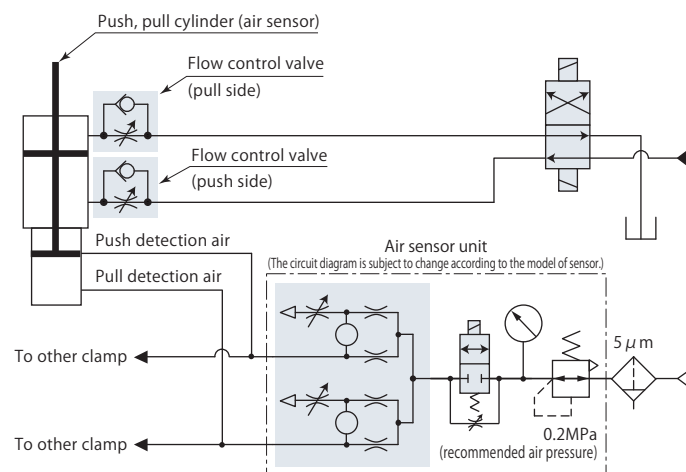 Push, pull cylinder (air sensor)
Flow control valve
(pull side)
Flow control valve
(push side)
Push detection air
Pull detection air
Air sensor unit
(The circuit diagram is subject to change according to the model of sensor.)
To other clamp
5 μm
0.2MPa
(recommended air pressure)
To other clamp